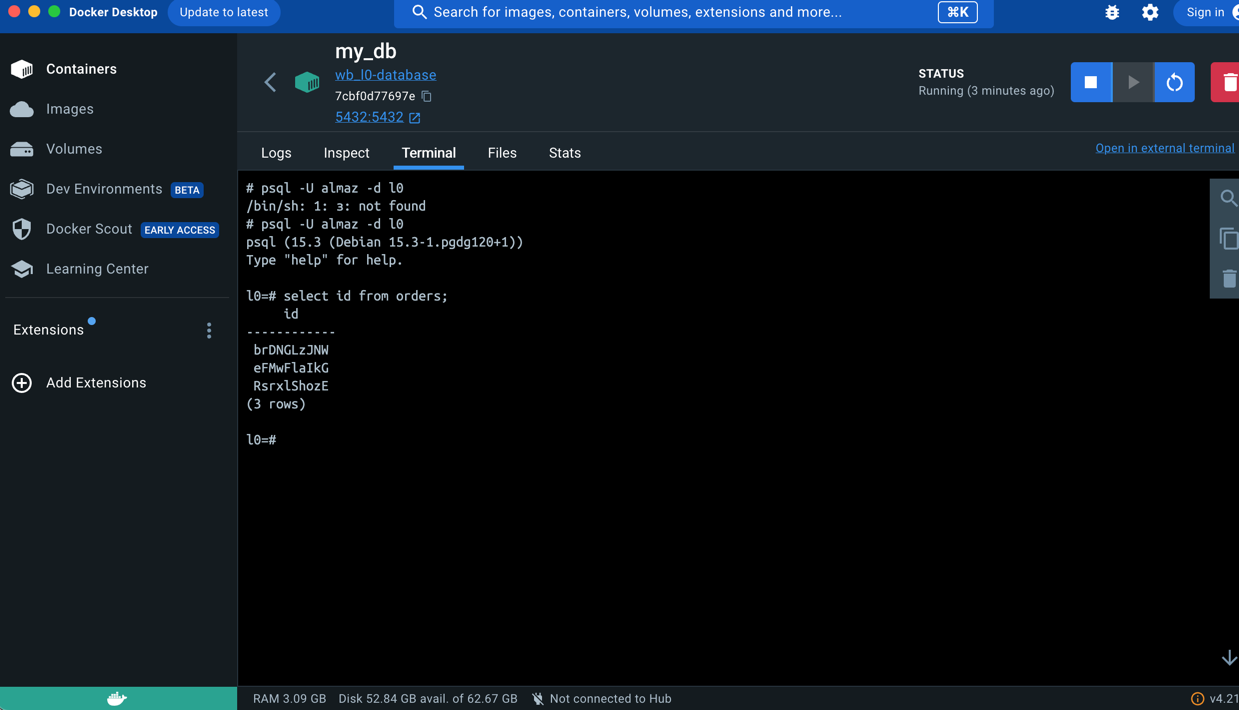 Docker Desktop
Update to latest
Search for images, containers, volumes, extensions and more...
⌘K
Sign in
Containers
Images
Volumes
Dev Environments BETA
Docker Scout EARLY ACCESS
Learning Center
Extensions
Add Extensions
my_db
wb_l0-database
7cbf0d77697e
5432:5432
STATUS
Running (3 minutes ago)
Logs Inspect Terminal Files Stats
Open in external terminal
# psql -U almaz -d l0
/bin/sh: 1: з: not found
# psql -U almaz -d l0
psql (15.3 (Debian 15.3-1.pgdg120+1))
Type "help" for help.
l0=# select id from orders;
id
------------
brDNGLzJNW
eFMwFlaIkG
RsrxlShozE
(3 rows)
l0=#
RAM 3.09 GB Disk 52.84 GB avail. of 62.67 GB Not connected to Hub
v4.21